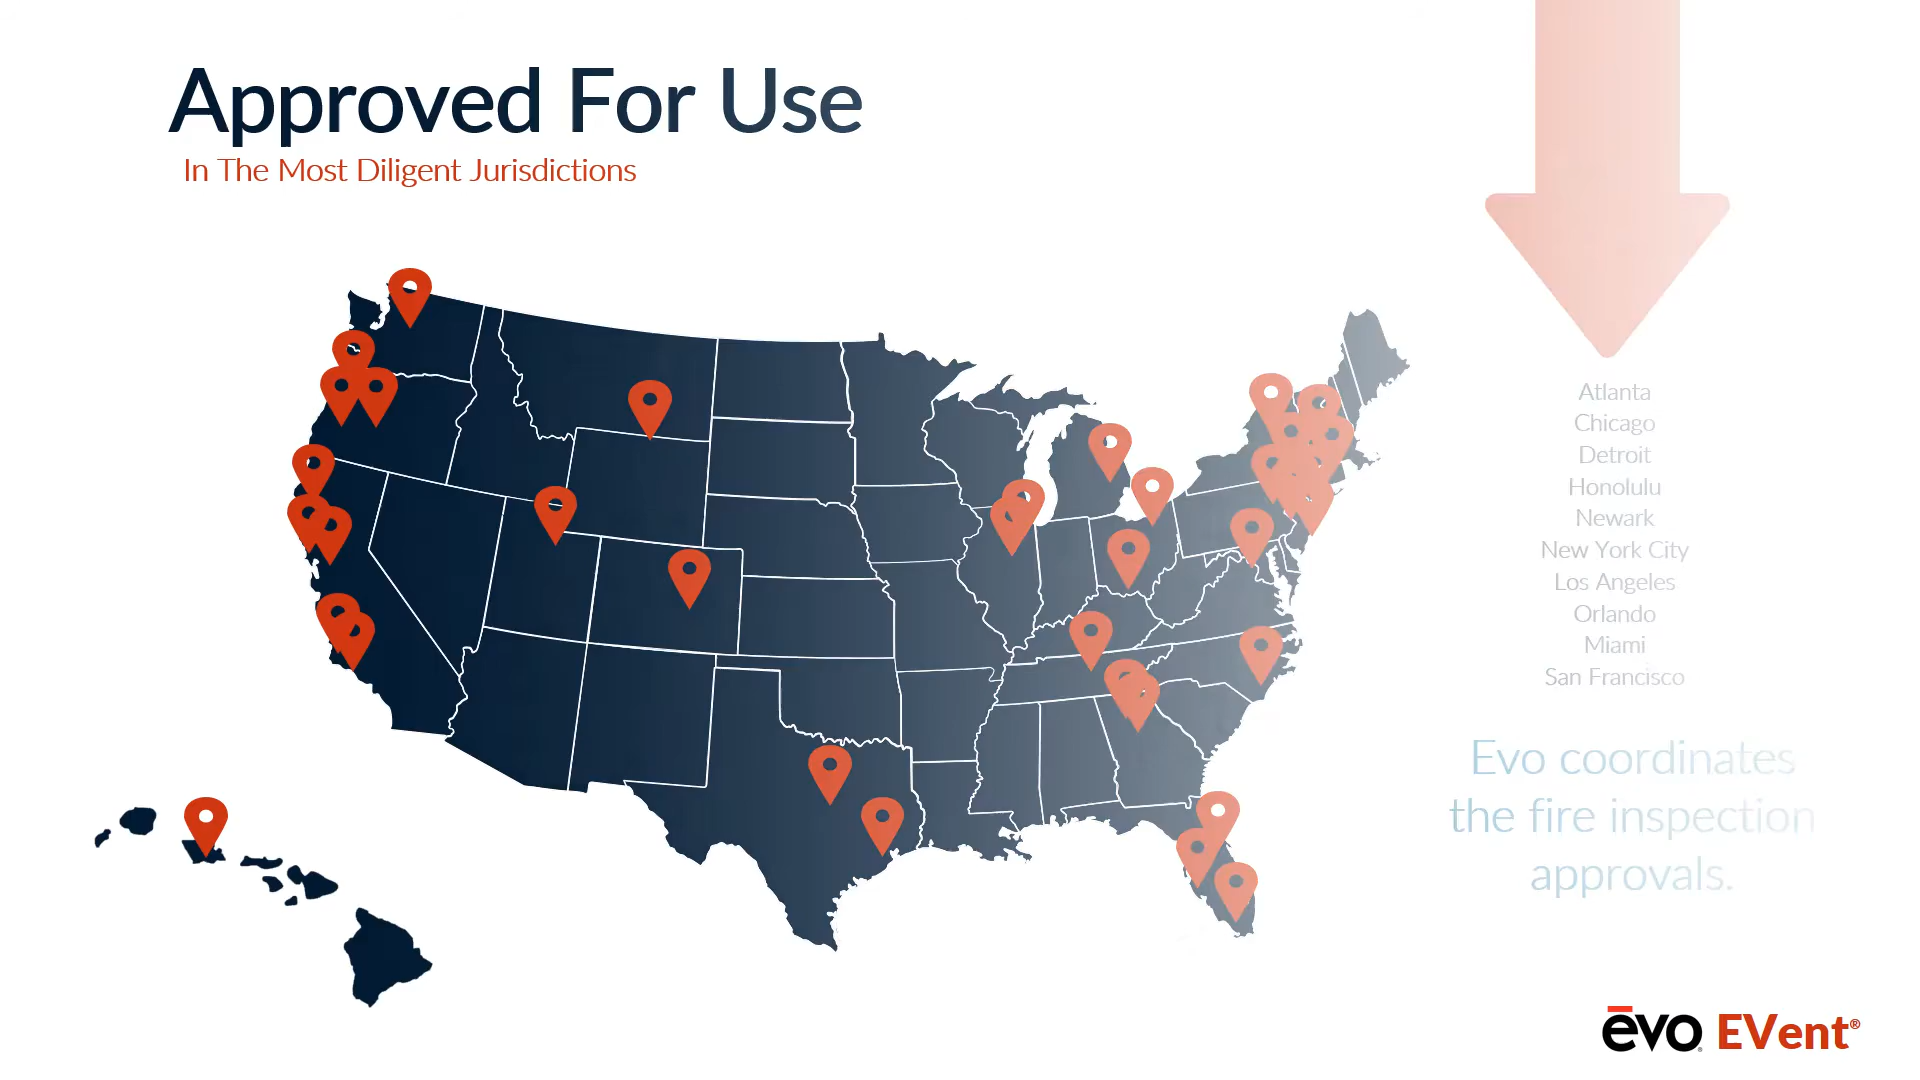 Approved For Use
In The Most Diligent Jurisdictions
Atlanta
Chicago
Detroit
Honolulu
Newark
New York City
Los Angeles
Orlando
Miami
San Francisco
Evo coordinates
the fire inspection
approvals.
ēvo EVent®